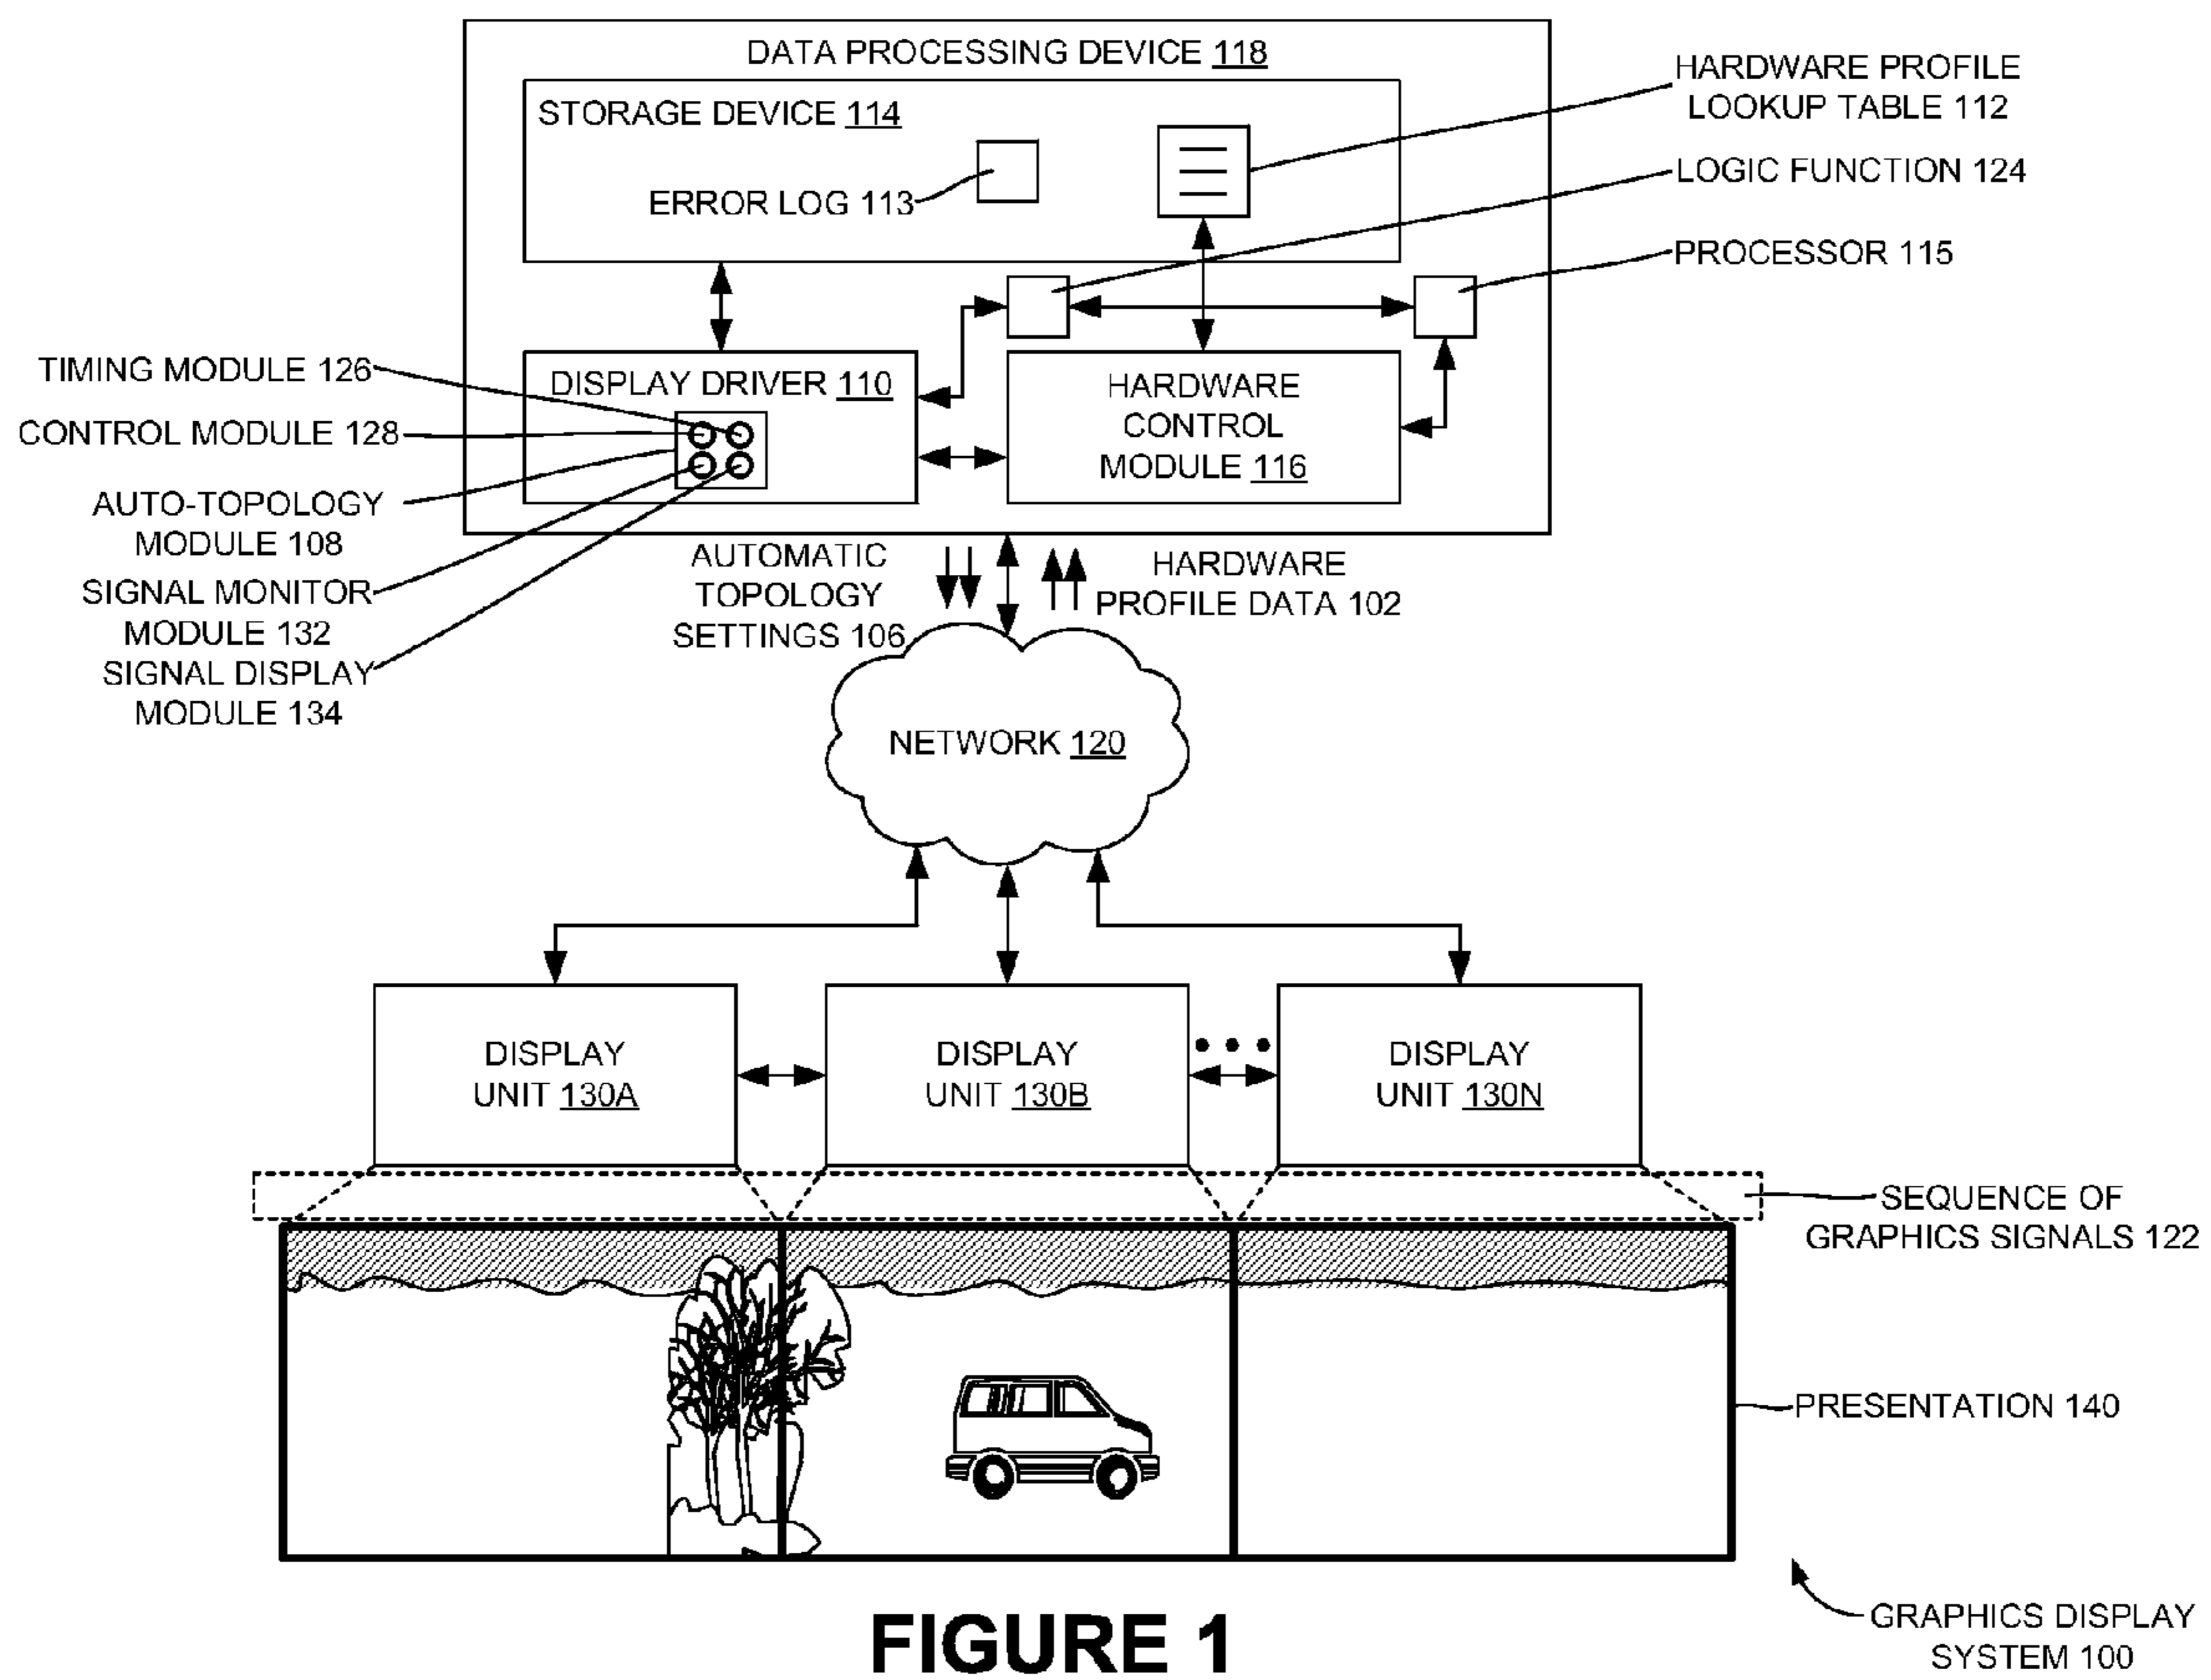 DATA PROCESSING DEVICE 118
STORAGE DEVICE 114
ERROR LOG 113
HARDWARE PROFILE
LOOKUP TABLE 112
LOGIC FUNCTION 124
PROCESSOR 115
TIMING MODULE 126
CONTROL MODULE 128
AUTO-TOPOLOGY
MODULE 108
SIGNAL MONITOR
MODULE 132
SIGNAL DISPLAY
MODULE 134
DISPLAY DRIVER 110
HARDWARE
CONTROL
MODULE 116
AUTOMATIC
TOPOLOGY
SETTINGS 106
HARDWARE
PROFILE DATA 102
NETWORK 120
DISPLAY
UNIT 130A
DISPLAY
UNIT 130B
DISPLAY
UNIT 130N
SEQUENCE OF
GRAPHICS SIGNALS 122
PRESENTATION 140
GRAPHICS DISPLAY
SYSTEM 100
FIGURE 1